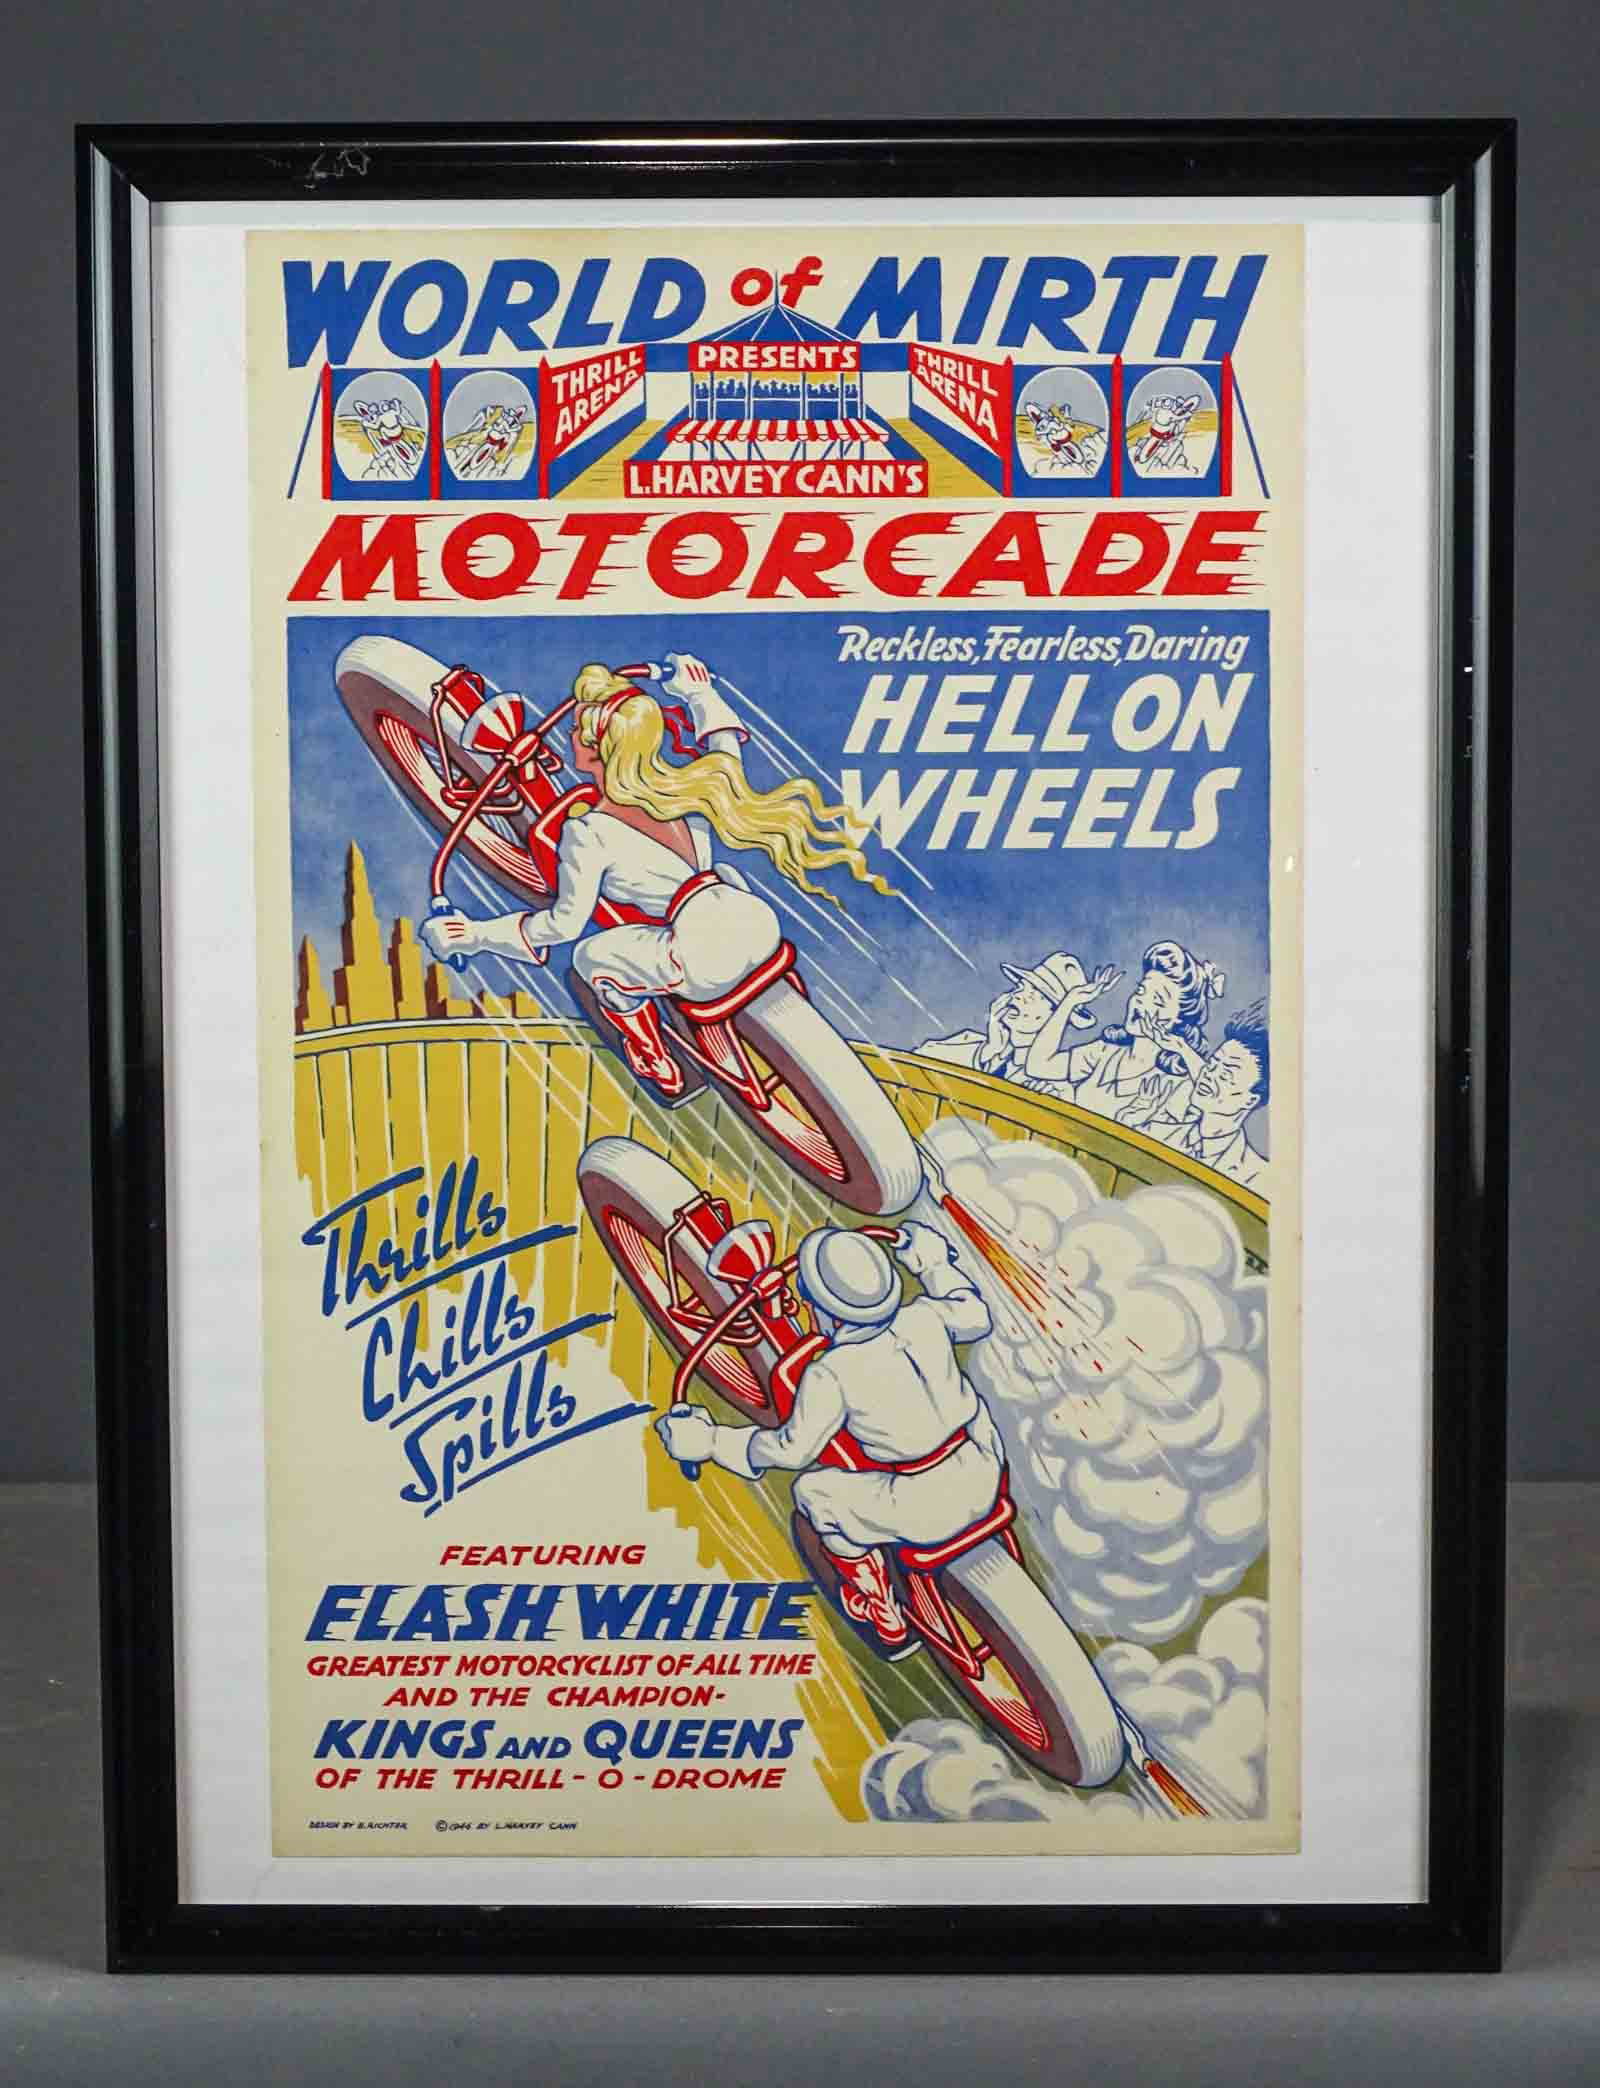 WORLD of MIRTH
THRILL ARENA
PRESENTS
THRILL ARENA
L. HARVEY CANN'S
MOTORCADE
Reckless, Fearless, Daring
HELL ON
WHEELS
Thrills
Chills
Spills
FEATURING
FLASH WHITE
GREATEST MOTORCYCLIST OF ALL TIME
AND THE CHAMPION-
KINGS AND QUEENS
OF THE THRILL-O-DROME
DESIGN BY B. RICHTER ©1946 BY L. HARVEY CANN